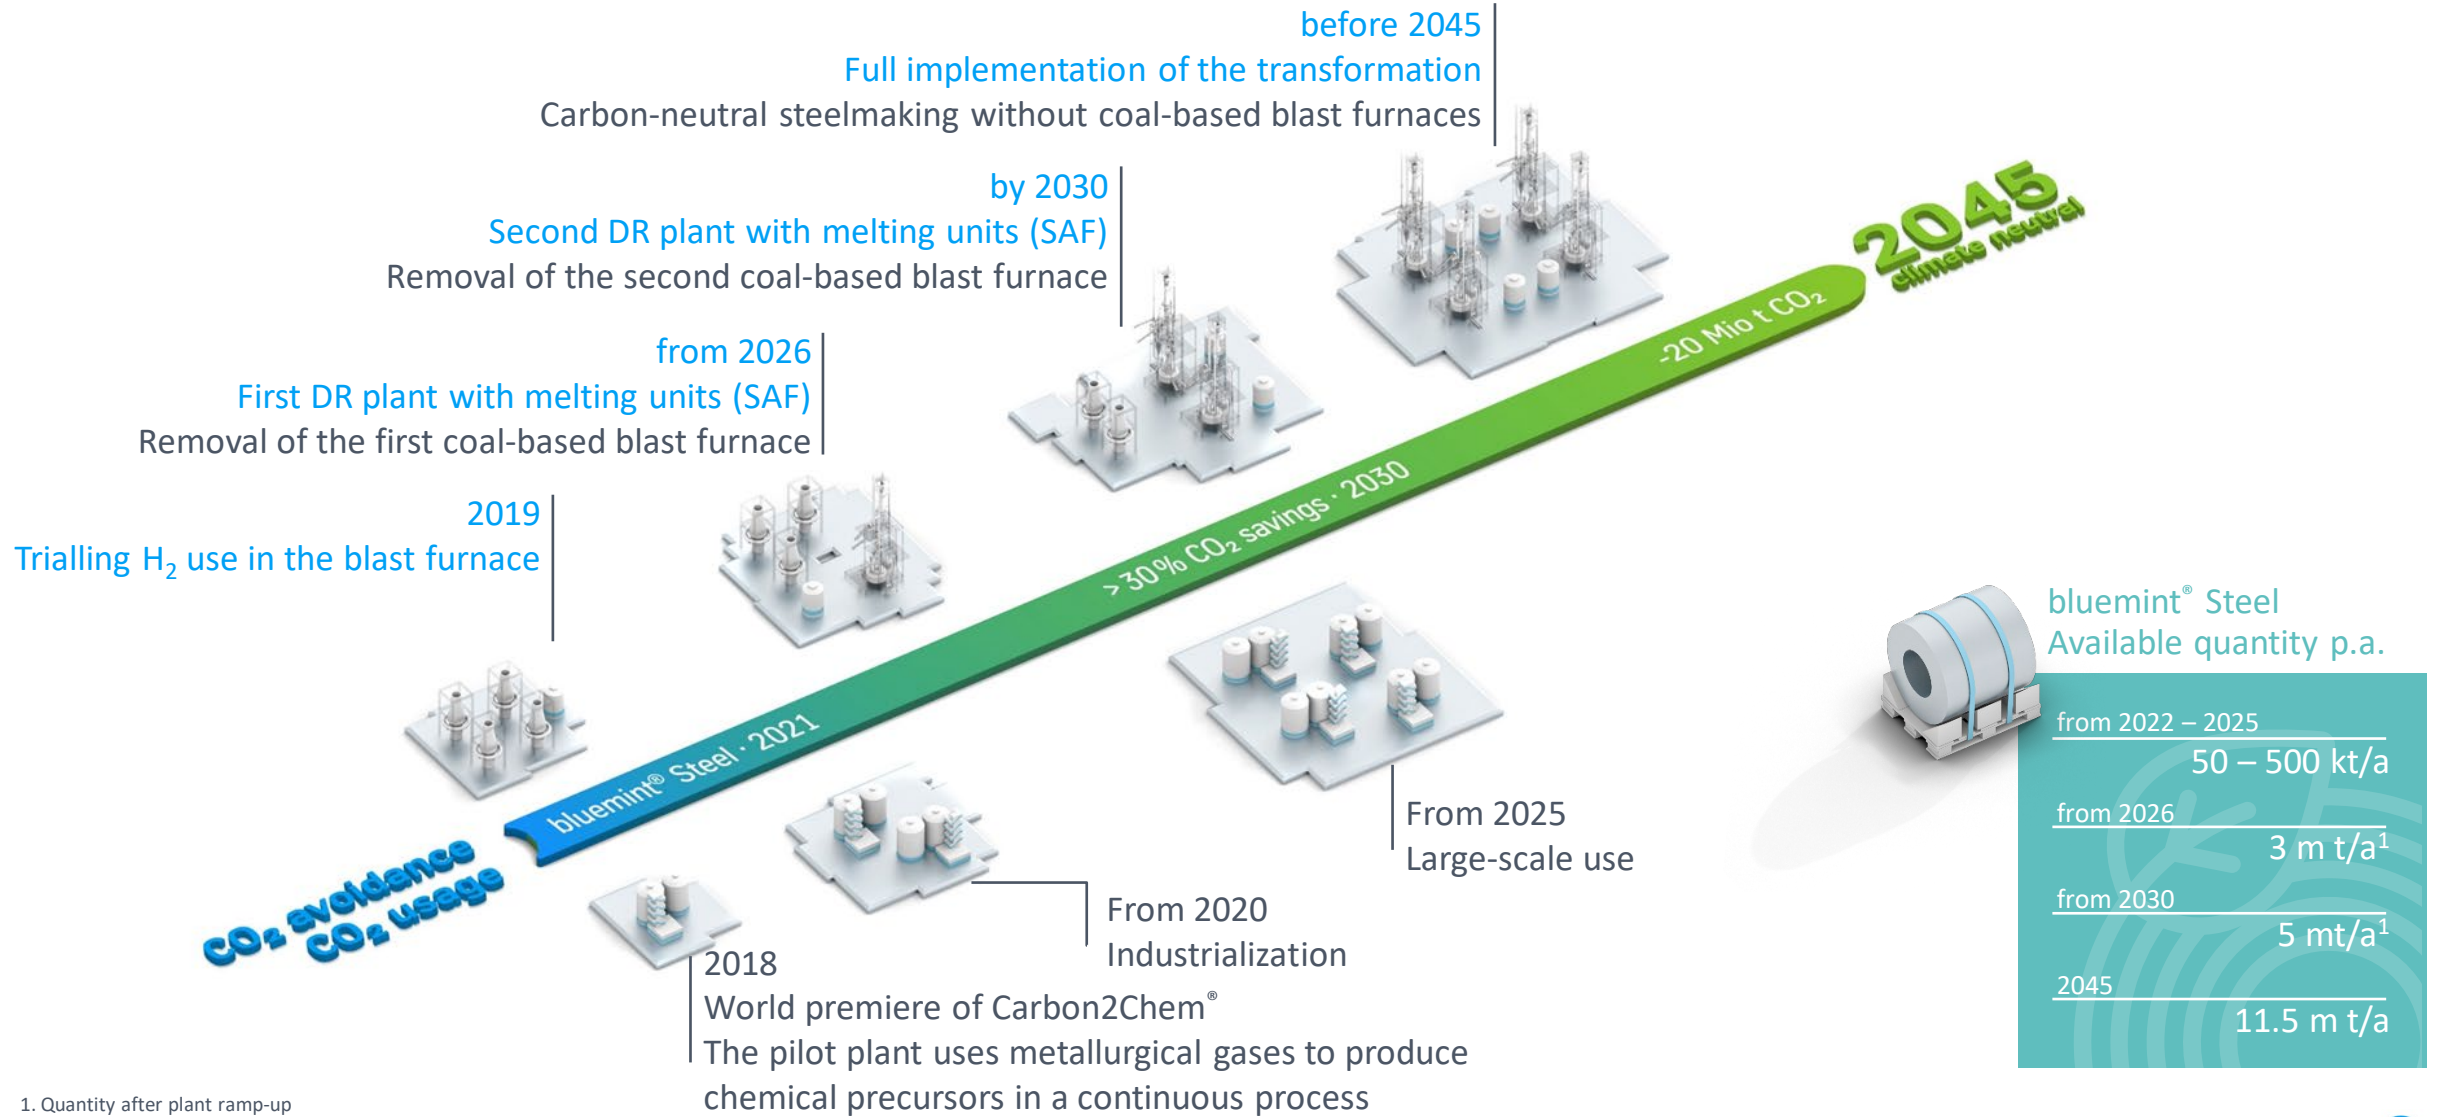 before 2045
Full implementation of the transformation
Carbon-neutral steelmaking without coal-based blast furnaces
by 2030
Second DR plant with melting units (SAF)
Removal of the second coal-based blast furnace
from 2026
First DR plant with melting units (SAF)
Removal of the first coal-based blast furnace
2019
Trialling H₂ use in the blast furnace
2045
climate neutral
-20 Mio t CO₂
> 30% CO₂ savings · 2030
bluemint® Steel · 2021
CO₂ avoidance
CO₂ usage
2018
World premiere of Carbon2Chem®
The pilot plant uses metallurgical gases to produce
chemical precursors in a continuous process
From 2020
Industrialization
From 2025
Large-scale use
bluemint® Steel
Available quantity p.a.
from 2022 – 2025
50 – 500 kt/a
from 2026
3 m t/a¹
from 2030
5 mt/a¹
2045
11.5 m t/a
1. Quantity after plant ramp-up